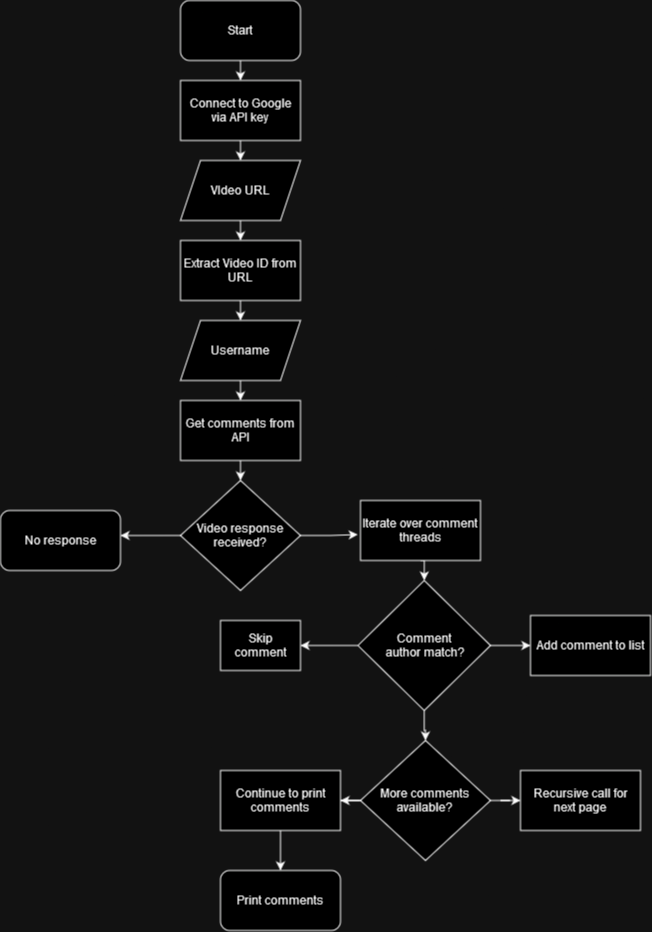 Start
Connect to Google
via API key
Video URL
Extract Video ID from
URL
Username
Get comments from
API
Video response
received?
No response
Iterate over comment
threads
Comment
author match?
Skip
comment
Add comment to list
More comments
available?
Continue to print
comments
Recursive call for
next page
Print comments